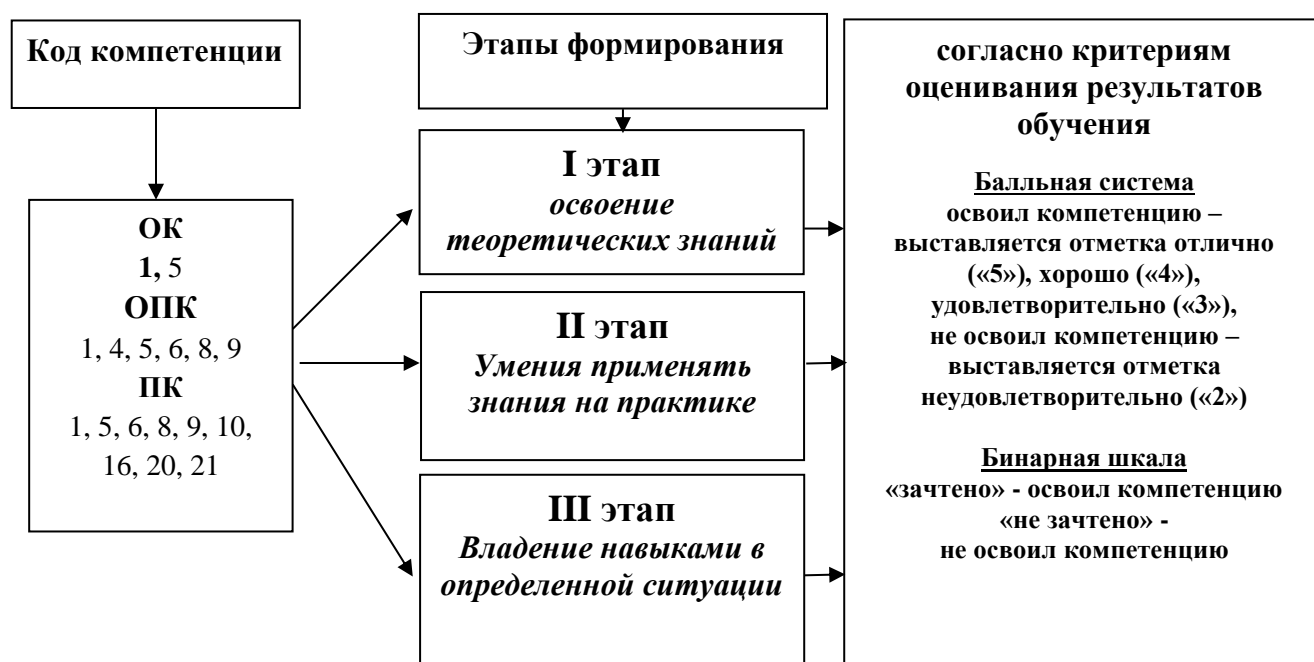 Код компетенции
ОК
1, 5
ОПК
1, 4, 5, 6, 8, 9
ПК
1, 5, 6, 8, 9, 10,
16, 20, 21
Этапы формирования
I этап
освоение
теоретических знаний
II этап
Умения применять
знания на практике
III этап
Владение навыками в
определенной ситуации
согласно критериям
оценивания результатов
обучения
Балльная система
освоил компетенцию –
выставляется отметка отлично
(«5»), хорошо («4»),
удовлетворительно («3»),
не освоил компетенцию –
выставляется отметка
неудовлетворительно («2»)
Бинарная шкала
«зачтено» - освоил компетенцию
«не зачтено» -
не освоил компетенцию